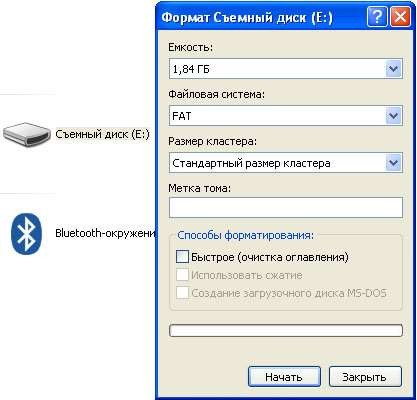 Формат Съемный диск (E:)
Емкость:
1,84 ГБ
Файловая система:
FAT
Размер кластера:
Стандартный размер кластера
Метка тома:
Способы форматирования:
Быстрое (очистка оглавления)
Использовать сжатие
Создание загрузочного диска MS-DOS
Начать
Закрыть
Съемный диск (E:)
Bluetooth-окружени